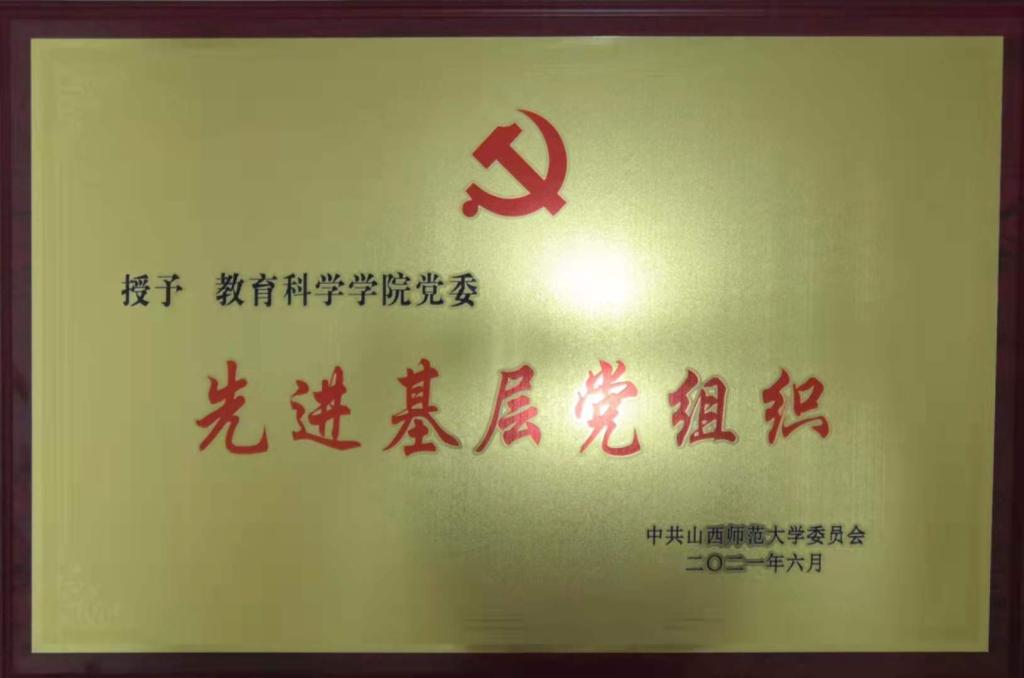 授予 教育科学学院党委
先进基层党组织
中共山西师范大学委员会
二〇二一年六月